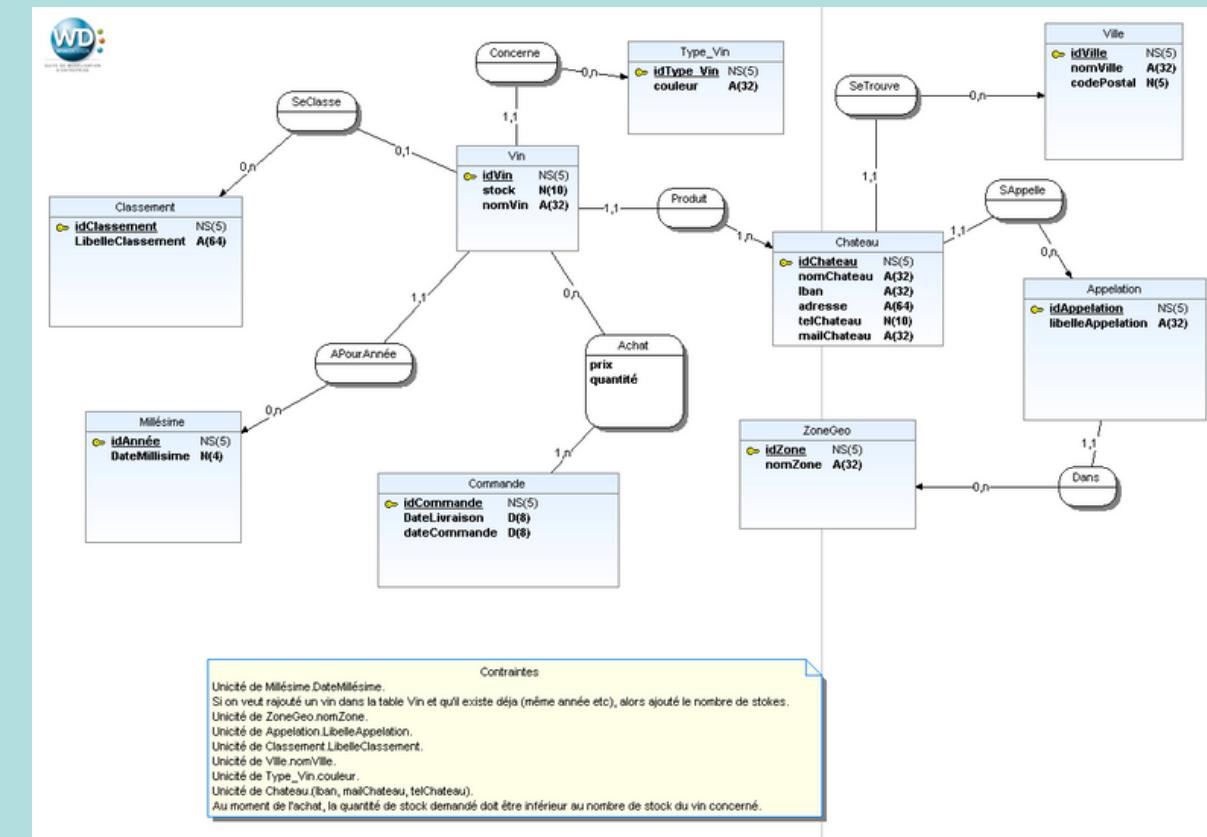 WD:
Concerne
0,n
1,1
Type_Vin
idType_Vin NS(5)
couleur A(32)
Ville
idVille NS(5)
nomVille A(32)
codePostal N(5)
SeTrouve
0,n
1,1
SeClasse
0,n
0,1
Vin
idVin NS(5)
stock N(10)
nomVin A(32)
1,1
Produit
1,n
SAppelle
1,1
0,n
Classement
idClassement NS(5)
LibelleClassement A(64)
Chateau
idChateau NS(5)
nomChateau A(32)
Iban A(32)
adresse A(64)
telChateau N(10)
mailChateau A(32)
Appelation
idAppelation NS(5)
libelleAppelation A(32)
1,1
0,n
APourAnnée
0,n
Achat
prix
quantité
1,n
Millésime
idAnnée NS(5)
DateMillisime N(4)
ZoneGeo
idZone NS(5)
nomZone A(32)
1,1
Dans
0,n
Commande
idCommande NS(5)
DateLivraison D(8)
dateCommande D(8)
Contraintes
Unicité de Millésime.DateMillésime.
Si on veut rajouté un vin dans la table Vin et qu'il existe déja (même année etc), alors ajouté le nombre de stokes.
Unicité de ZoneGeo.nomZone.
Unicité de Appelation.LibelleAppelation.
Unicité de Classement.LibelleClassement.
Unicité de Ville.nomVille.
Unicité de Type_Vin.couleur.
Unicité de Chateau.(Iban, mailChateau, telChateau).
Au moment de l'achat, la quantité de stock demandé doit être inférieur au nombre de stock du vin concerné.